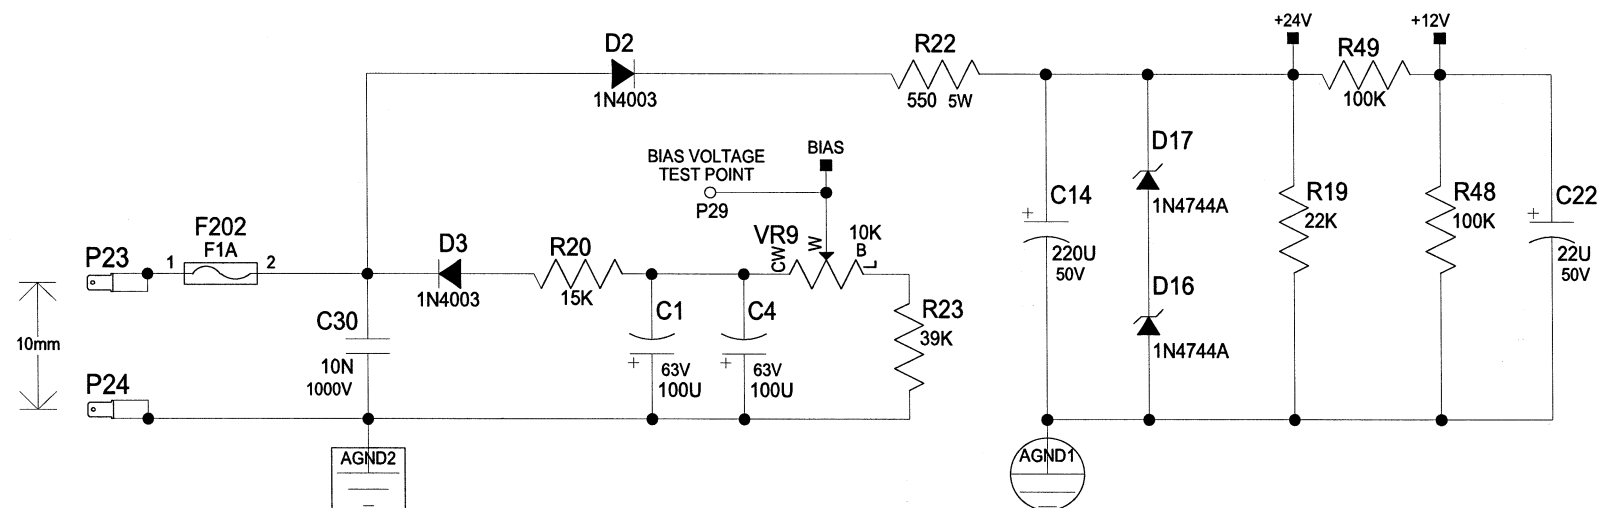 +24V
+12V
D2
1N4003
R22
550 5W
R49
100K
BIAS VOLTAGE
TEST POINT
P29
BIAS
D17
1N4744A
C14
+
220U
50V
R19
22K
R48
100K
C22
+
22U
50V
P23
F202
F1A
1 2
D3
1N4003
R20
15K
VR9
CW
W
10K
B
L
D16
1N4744A
10mm
C30
10N
1000V
C1
+
63V
100U
C4
+
63V
100U
R23
39K
P24
AGND2
AGND1